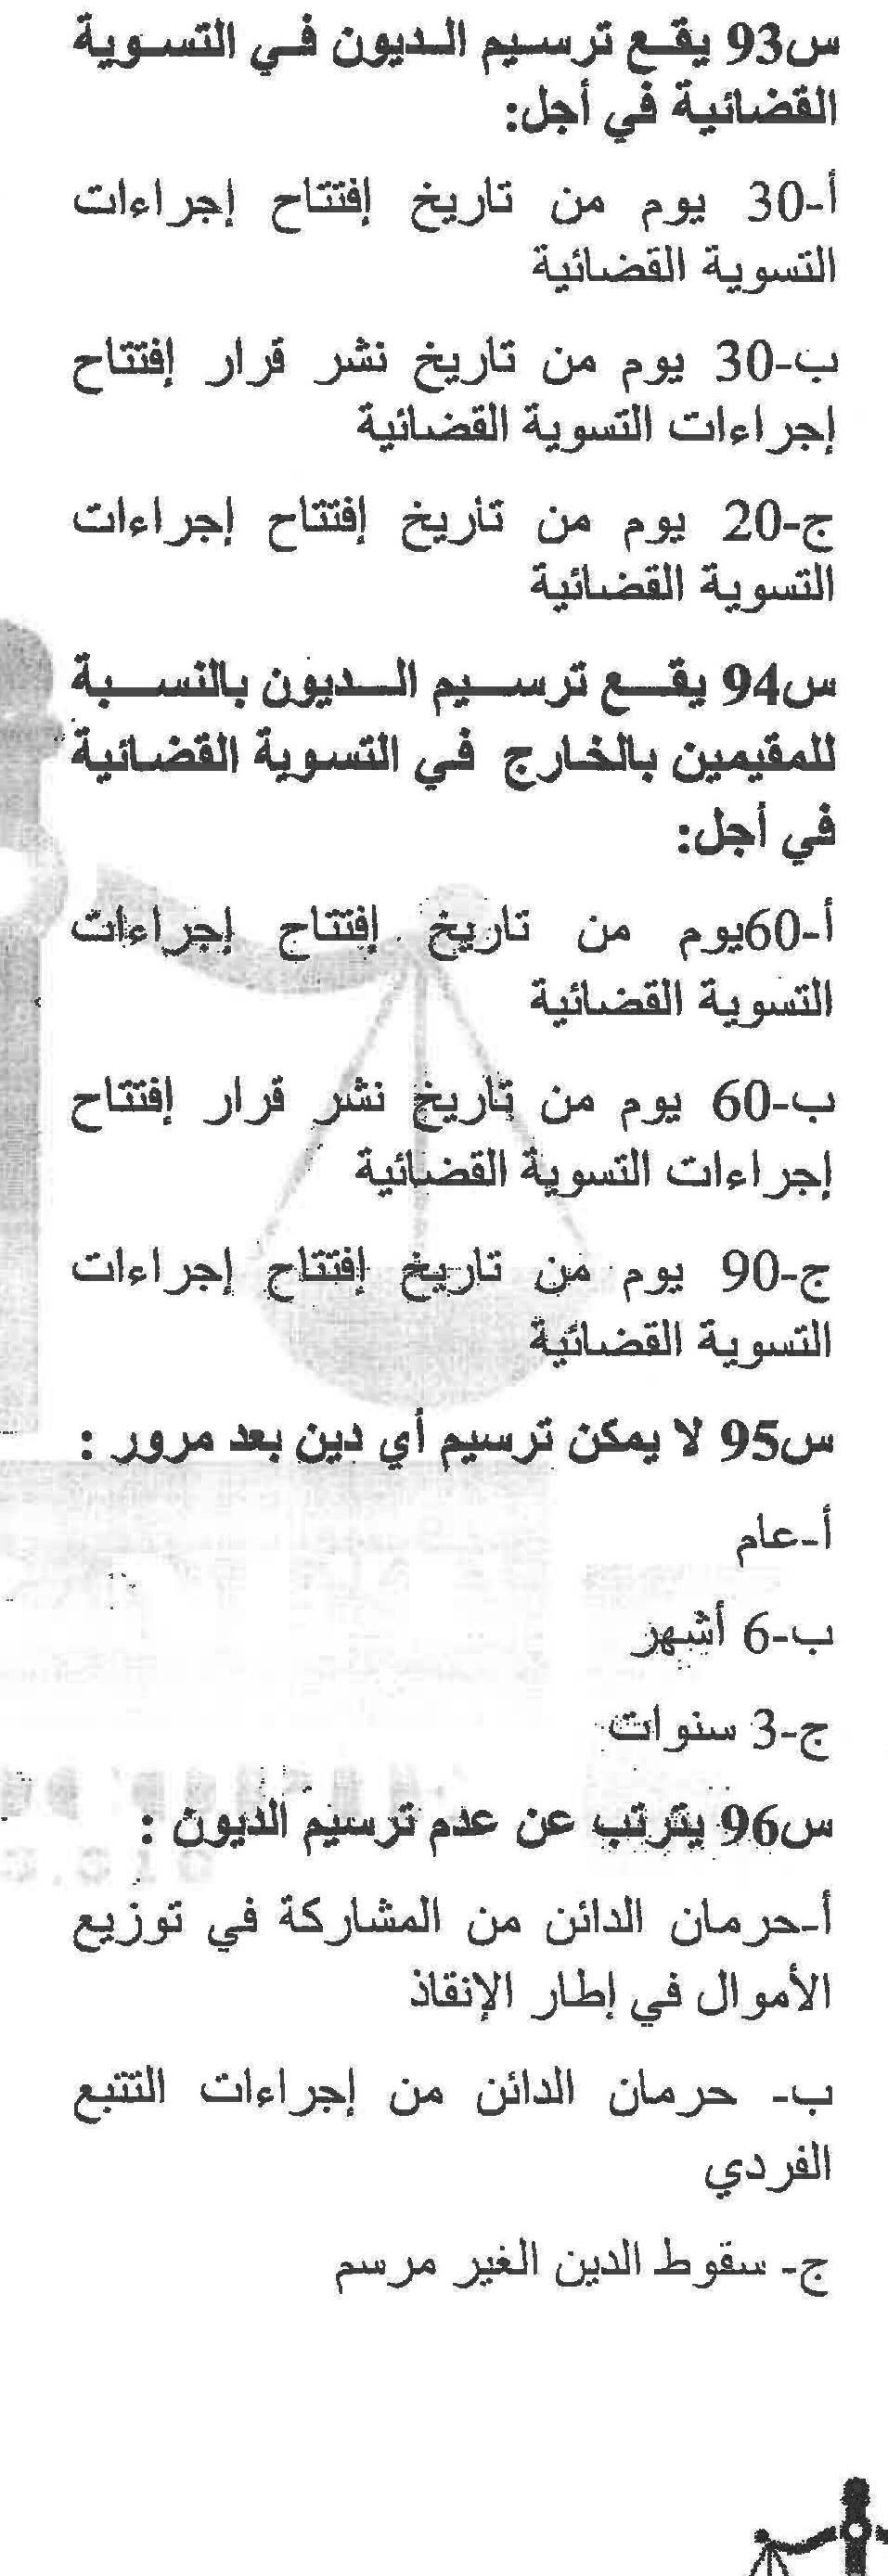 س93 يقع ترسيم الديون في التسوية
القضائية في أجل:
أ-30 يوم من تاريخ إفتتاح إجراءات
التسوية القضائية
ب-30 يوم من تاريخ نشر قرار إفتتاح
إجراءات التسوية القضائية
ج-20 يوم من تاريخ إفتتاح إجراءات
التسوية القضائية
س94 يقع ترسيم الديون بالنسبة
للمقيمين بالخارج في التسوية القضائية
في أجل:
أ-60يوم من تاريخ إفتتاح إجراءات
التسوية القضائية
ب-60 يوم من تاريخ نشر قرار إفتتاح
إجراءات التسوية القضائية
ج-90 يوم من تاريخ إفتتاح إجراءات
التسوية القضائية
س95 لا يمكن ترسيم أي دين بعد مرور :
أ-عام
ب-6 أشهر
ج-3 سنوات
س96 يترتب عن عدم ترسيم الديون :
أ-حرمان الدائن من المشاركة في توزيع
الأموال في إطار الإنقاذ
ب- حرمان الدائن من إجراءات التتبع
الفردي
ج- سقوط الدين الغير مرسم